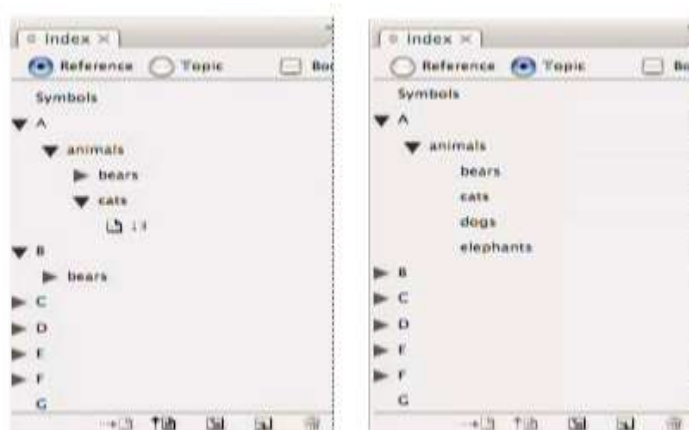 Index
Reference Topic
Symbols
A
animals
bears
cats
B
bears
C
D
E
F
G
Index
Reference Topic
Symbols
A
animals
bears
cats
dogs
elephants
B
C
D
E
F
G